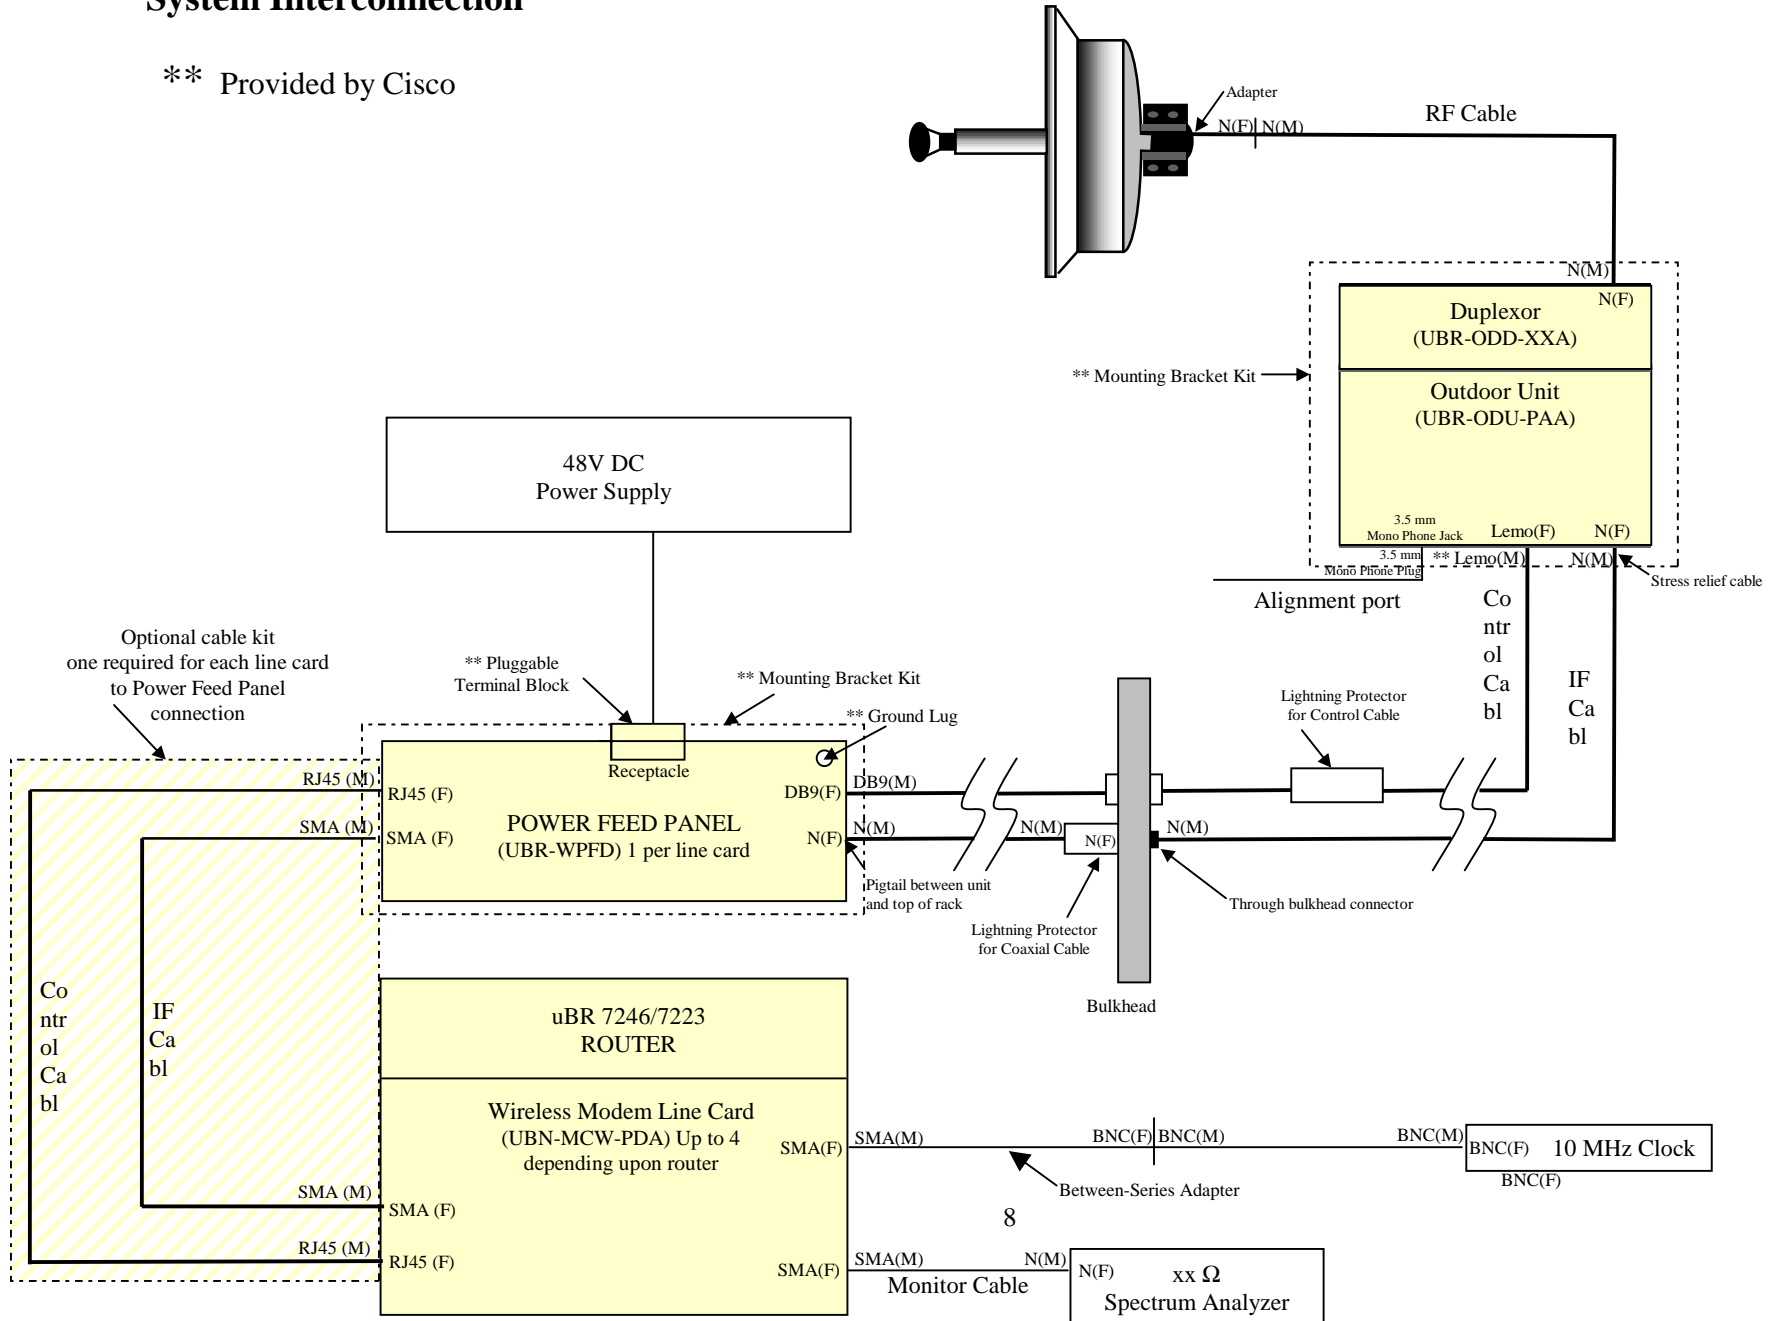 System Interconnection
** Provided by Cisco
Adapter
N(F) N(M)
RF Cable
N(M)
N(F)
Duplexor
(UBR-ODD-XXA)
** Mounting Bracket Kit
Outdoor Unit
(UBR-ODU-PAA)
3.5 mm
Mono Phone Jack
Lemo(F)
N(F)
3.5 mm
Mono Phone Plug
** Lemo(M)
N(M)
Stress relief cable
Alignment port
Co
ntr
ol
Ca
bl
IF
Ca
bl
48V DC
Power Supply
Optional cable kit
one required for each line card
to Power Feed Panel
connection
** Pluggable
Terminal Block
** Mounting Bracket Kit
** Ground Lug
Lightning Protector
for Control Cable
Receptacle
RJ45 (M)
RJ45 (F)
DB9(F)
DB9(M)
SMA (M)
SMA (F)
POWER FEED PANEL
(UBR-WPFD) 1 per line card
N(F)
N(M)
N(M)
N(F)
N(M)
Pigtail between unit
and top of rack
Through bulkhead connector
Lightning Protector
for Coaxial Cable
Bulkhead
Co
ntr
ol
Ca
bl
IF
Ca
bl
uBR 7246/7223
ROUTER
Wireless Modem Line Card
(UBN-MCW-PDA) Up to 4
depending upon router
SMA(F)
SMA(M)
BNC(F) BNC(M)
BNC(M)
BNC(F)
10 MHz Clock
BNC(F)
Between-Series Adapter
8
SMA (M)
SMA (F)
RJ45 (M)
RJ45 (F)
SMA(F)
SMA(M)
N(M)
Monitor Cable
N(F)
xx Ω
Spectrum Analyzer